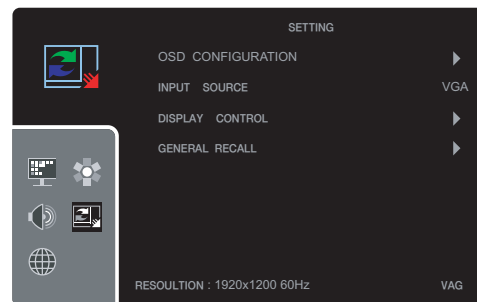 SETTING
OSD CONFIGURATION
INPUT SOURCE VGA
DISPLAY CONTROL
GENERAL RECALL
RESOULTION : 1920x1200 60Hz VAG